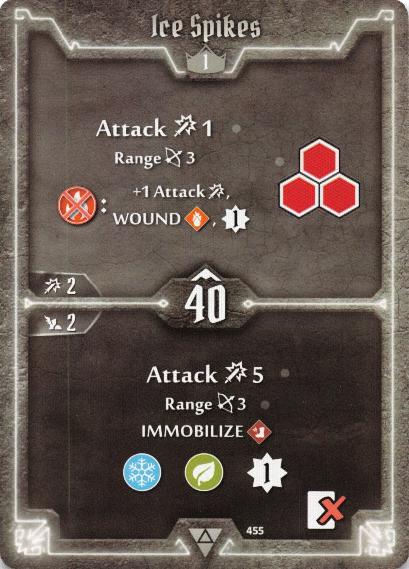 Ice Spikes
1
Attack 1
Range 3
: +1 Attack ,
WOUND , 1
2
40
2
Attack 5
Range 3
IMMOBILIZE
1
455